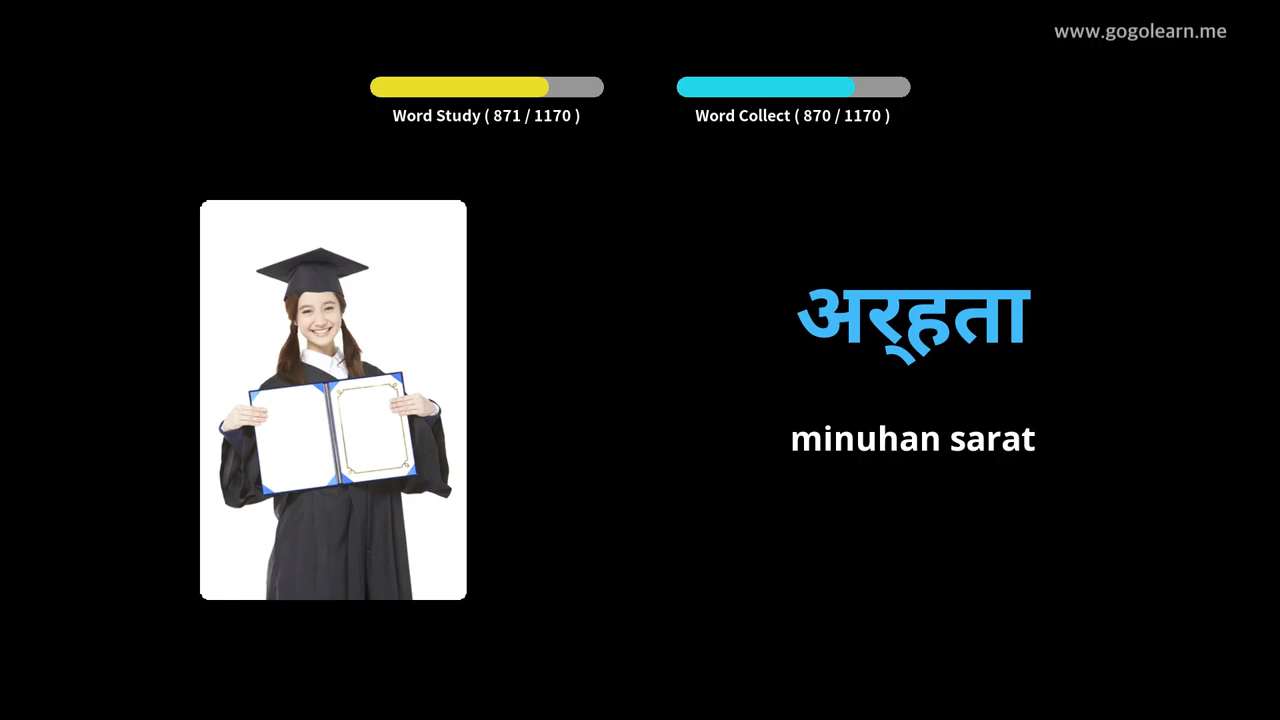 www.gogolearn.me
Word Study ( 871 / 1170 )
Word Collect ( 870 / 1170 )
अर्हता
minuhan sarat